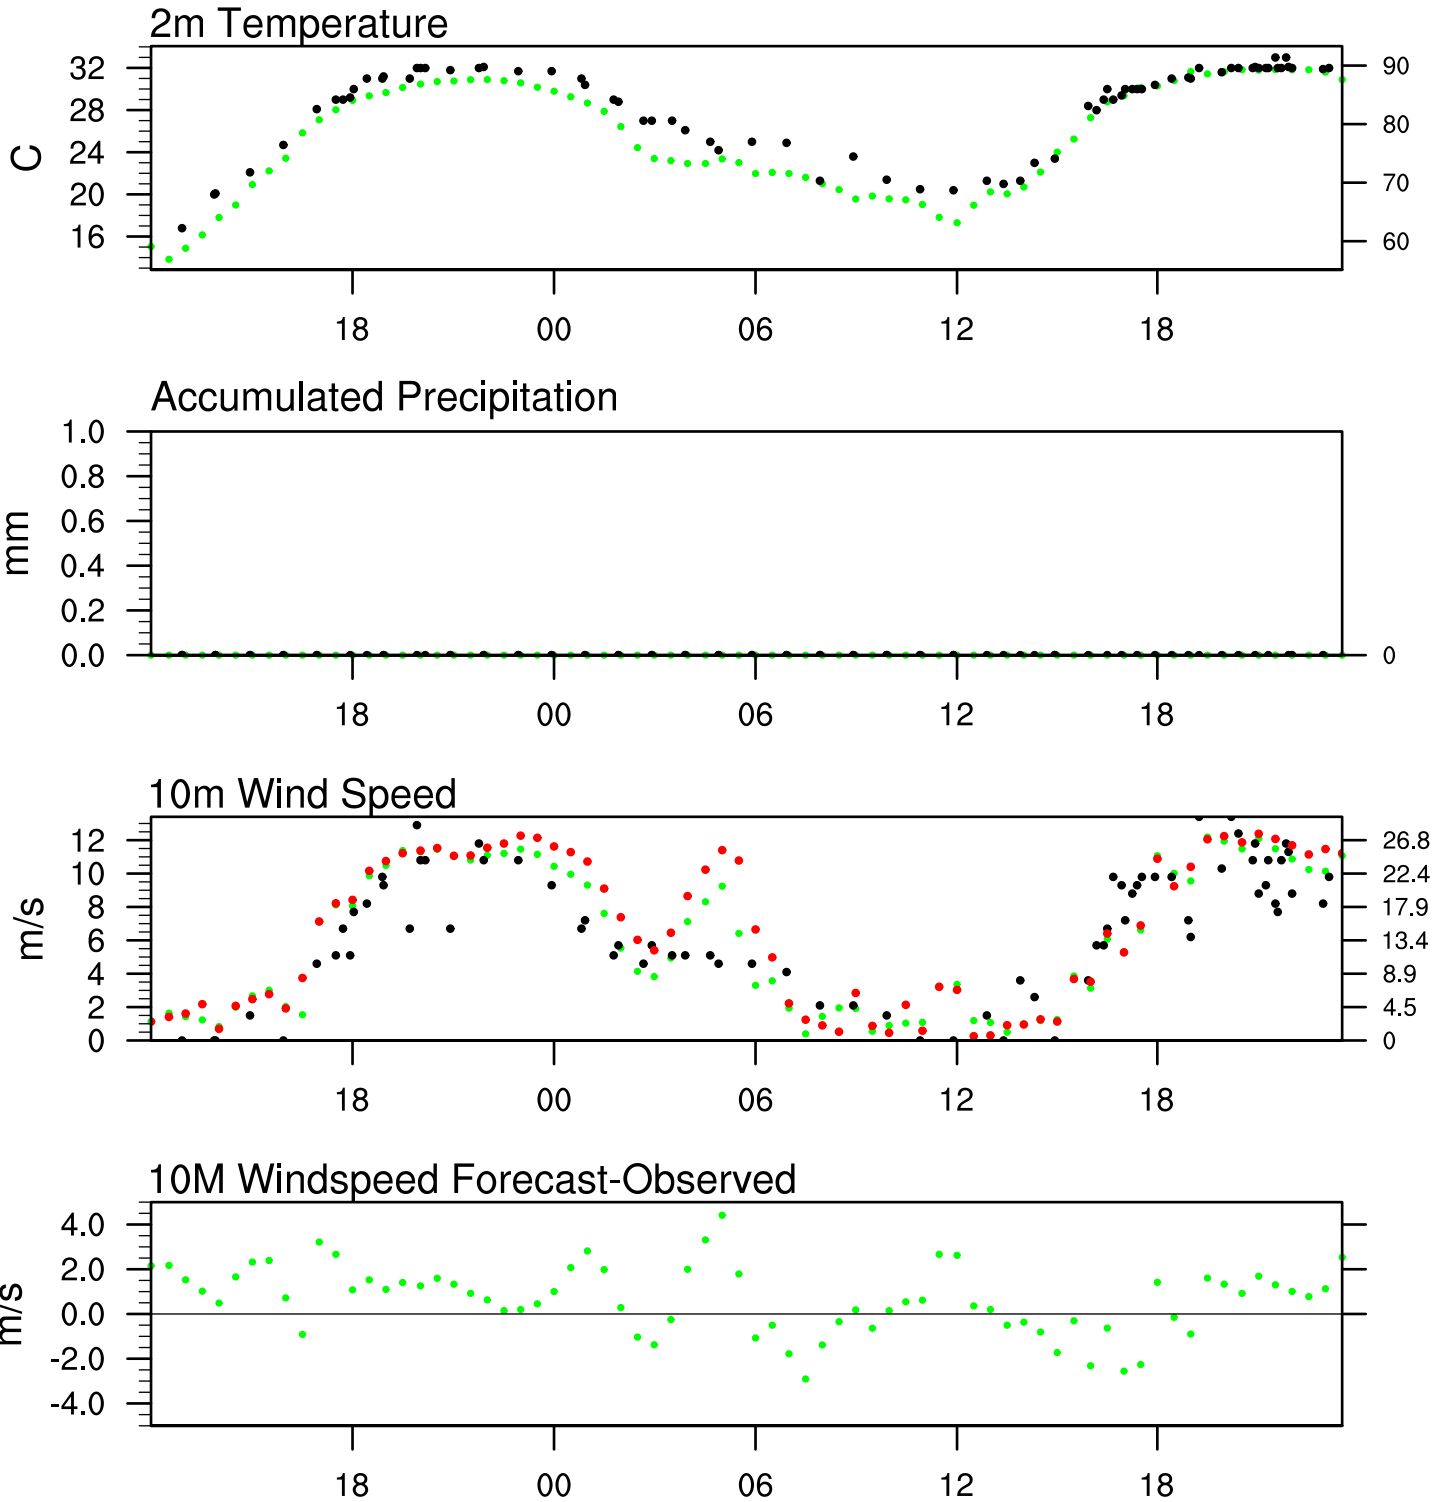 2m Temperature
32
28
24
20
16
C
90
80
70
60
18 00 06 12 18
Accumulated Precipitation
1.0
0.8
0.6
0.4
0.2
0.0
mm
0
18 00 06 12 18
10m Wind Speed
12
10
8
6
4
2
0
m/s
26.8
22.4
17.9
13.4
8.9
4.5
0
18 00 06 12 18
10M Windspeed Forecast-Observed
4.0
2.0
0.0
-2.0
-4.0
m/s
18 00 06 12 18